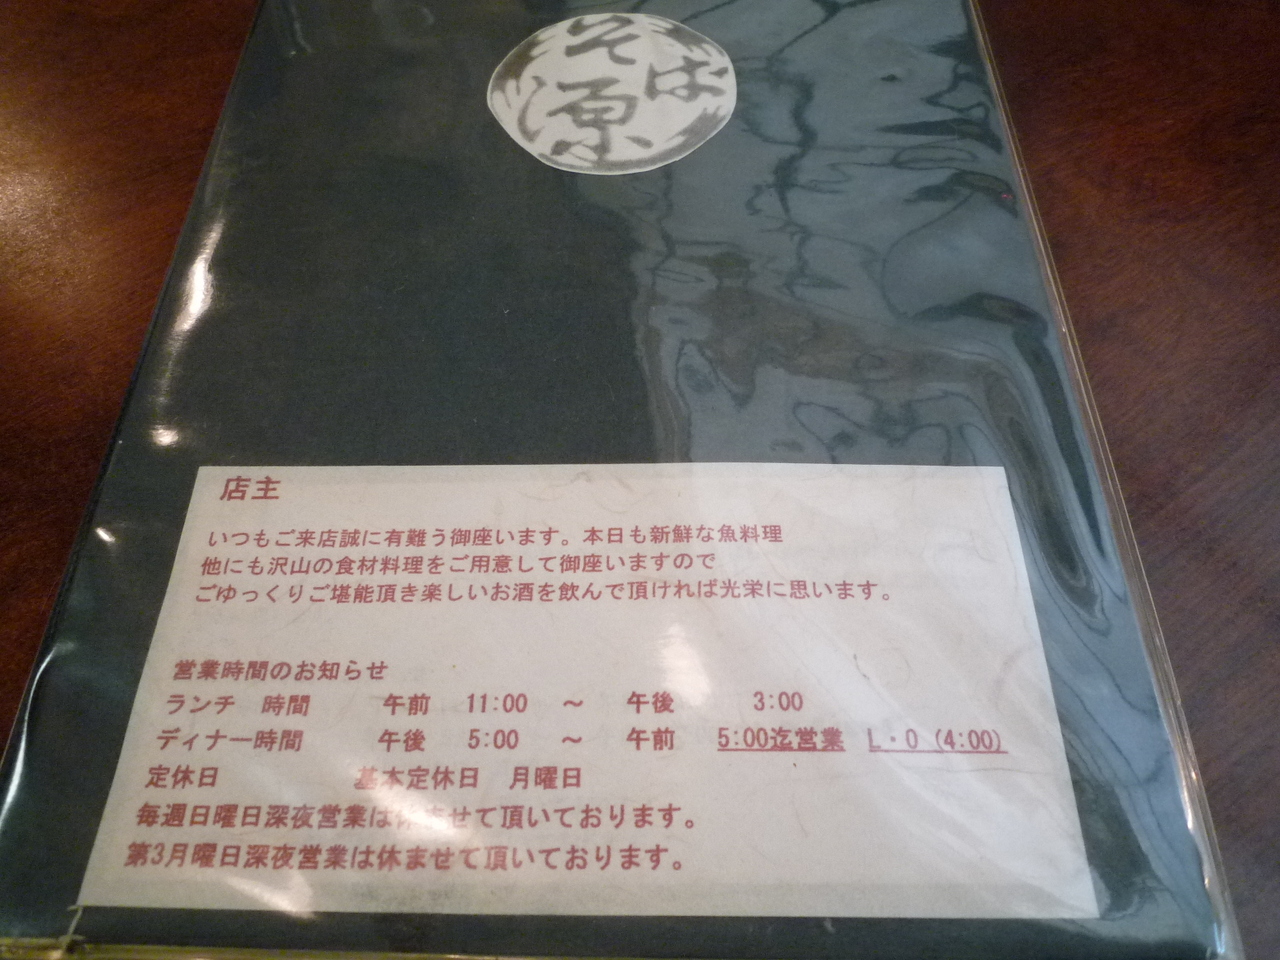 そば
源
店主
いつもご来店誠に有難う御座います。本日も新鮮な魚料理
他にも沢山の食材料理をご用意して御座いますので
ごゆっくりご堪能頂き楽しいお酒を飲んで頂ければ光栄に思います。
営業時間のお知らせ
ランチ 時間 午前 11:00 ～ 午後 3:00
ディナー時間 午後 5:00 ～ 午前 5:00迄営業 L・O (4:00)
定休日 基本定休日 月曜日
毎週日曜日深夜営業は休ませて頂いております。
第3月曜日深夜営業は休ませて頂いております。